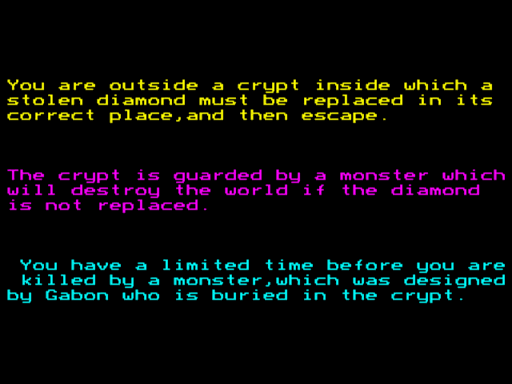 You are outside a crypt inside which a
stolen diamond must be replaced in its
correct place,and then escape.
The crypt is guarded by a monster which
will destroy the world if the diamond
is not replaced.
You have a limited time before you are
killed by a monster,which was designed
by Gabon who is buried in the crypt.